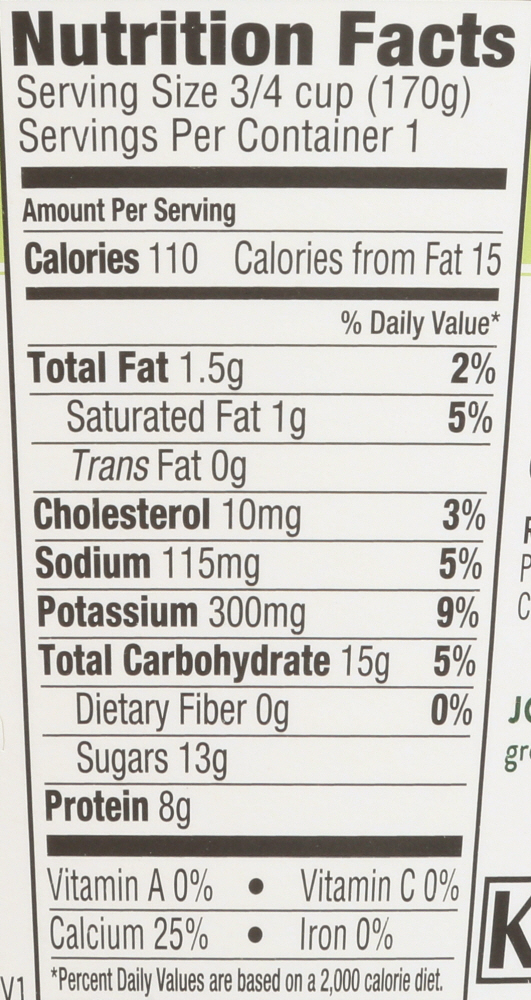 Nutrition Facts
Serving Size 3/4 cup (170g)
Servings Per Container 1
Amount Per Serving
Calories 110 Calories from Fat 15
% Daily Value*
Total Fat 1.5g 2%
Saturated Fat 1g 5%
Trans Fat 0g
Cholesterol 10mg 3%
Sodium 115mg 5%
Potassium 300mg 9%
Total Carbohydrate 15g 5%
Dietary Fiber 0g 0%
Sugars 13g
Protein 8g
Vitamin A 0% • Vitamin C 0%
Calcium 25% • Iron 0%
*Percent Daily Values are based on a 2,000 calorie diet.
V1
K